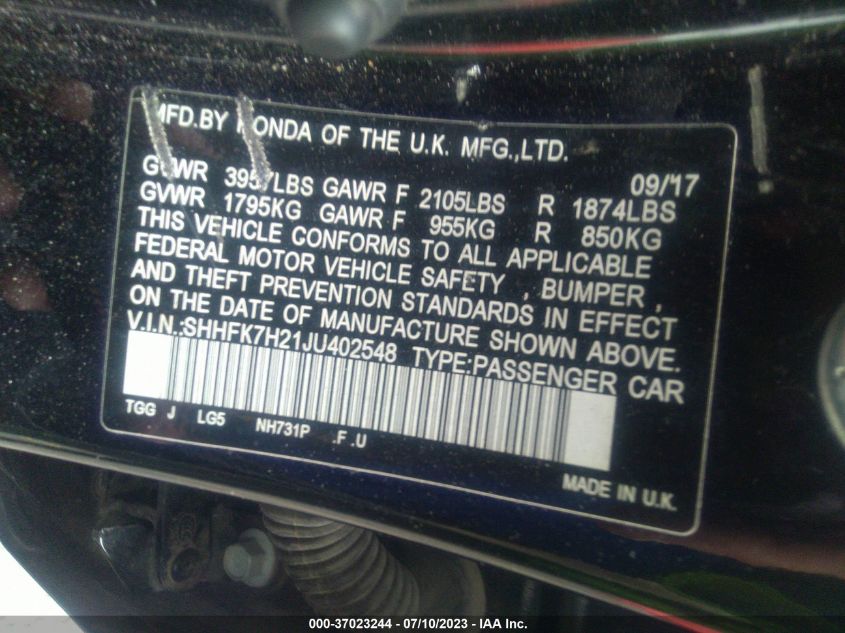 MFD.BY HONDA OF THE U.K. MFG.,LTD.
09/17
GVWR 3957LBS GAWR F 2105LBS R 1874LBS
GVWR 1795KG GAWR F 955KG R 850KG
THIS VEHICLE CONFORMS TO ALL APPLICABLE
FEDERAL MOTOR VEHICLE SAFETY , BUMPER ,
AND THEFT PREVENTION STANDARDS IN EFFECT
ON THE DATE OF MANUFACTURE SHOWN ABOVE.
V.I.N.:SHHFK7H21JU402548 TYPE:PASSENGER CAR
TGG J LG5 NH731P .F .U
MADE IN U.K.
000-37023244 - 07/10/2023 - IAA Inc.